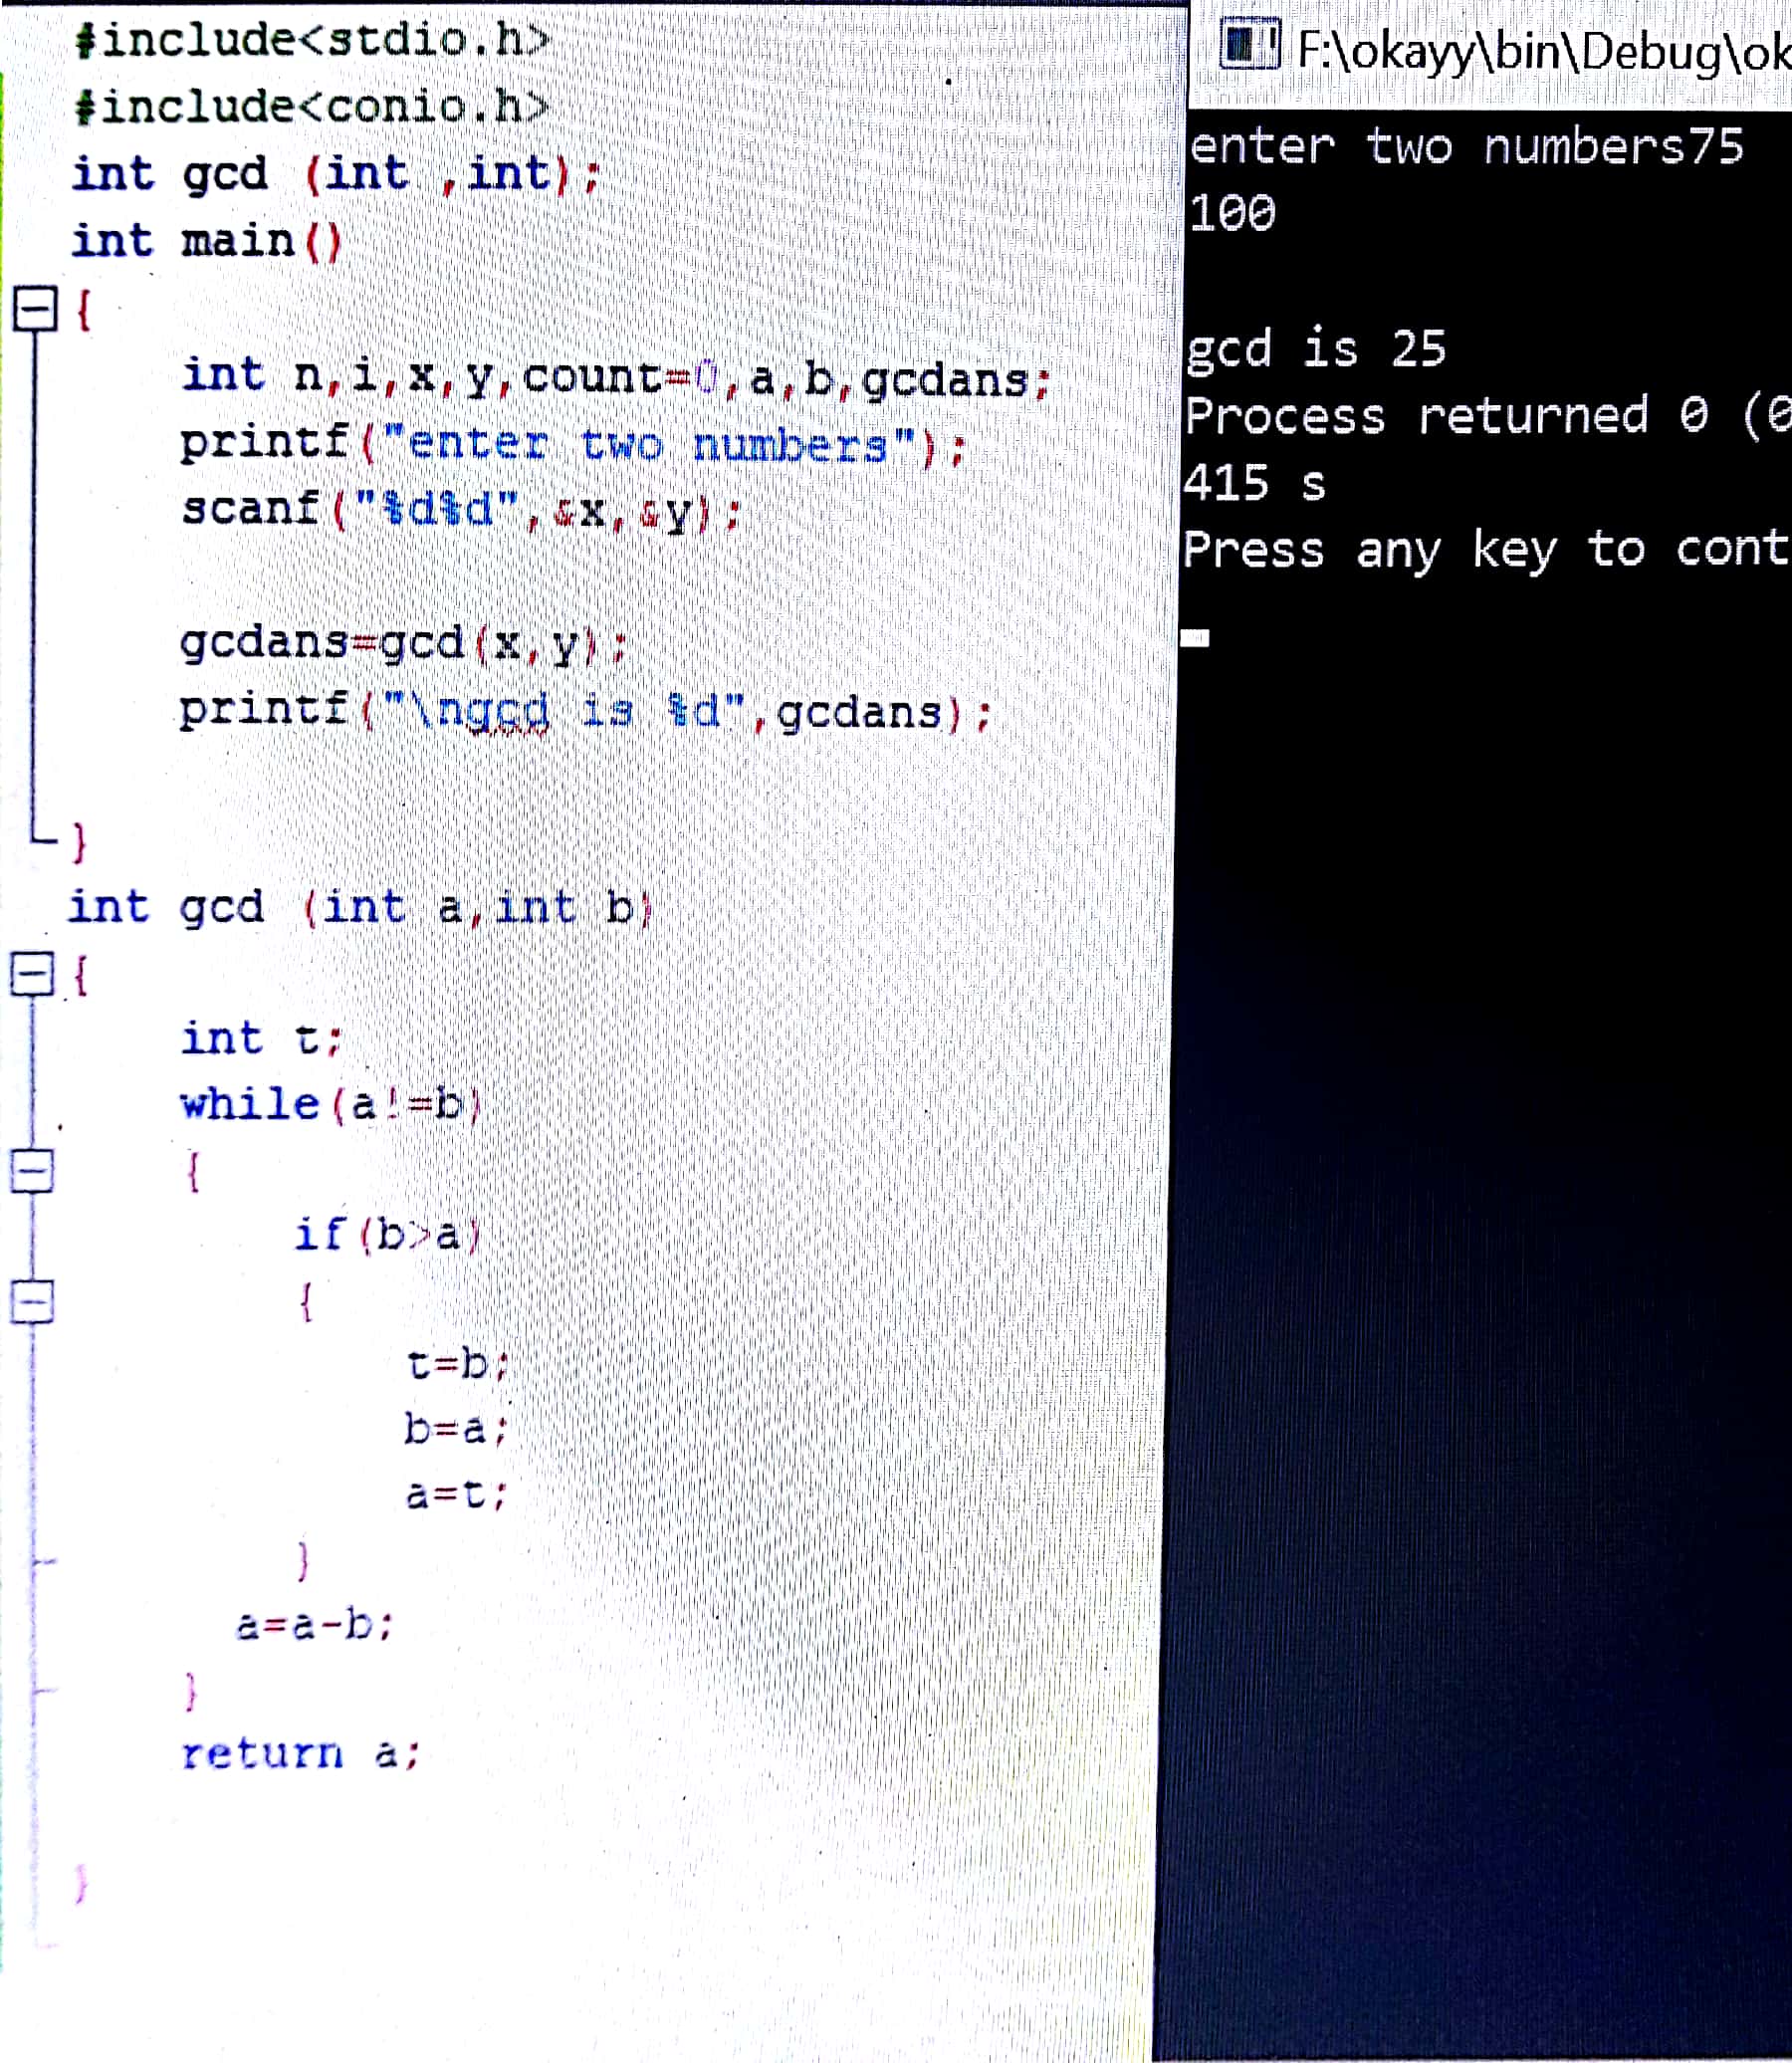 #include<stdio.h>
#include<conio.h>
int gcd (int ,int);
int main()
{
int n,i,x,y,count=0,a,b,gcdans;
printf("enter two numbers");
scanf("%d%d",&x,&y);
gcdans=gcd(x,y);
printf("\ngcd is %d",gcdans);
}
int gcd (int a,int b)
{
int t;
while(a!=b)
{
if(b>a)
{
t=b;
b=a;
a=t;
}
a=a-b;
}
return a;
}
F:\okayy\bin\Debug\ok
enter two numbers75
100
gcd is 25
Process returned 0 (0
415 s
Press any key to cont